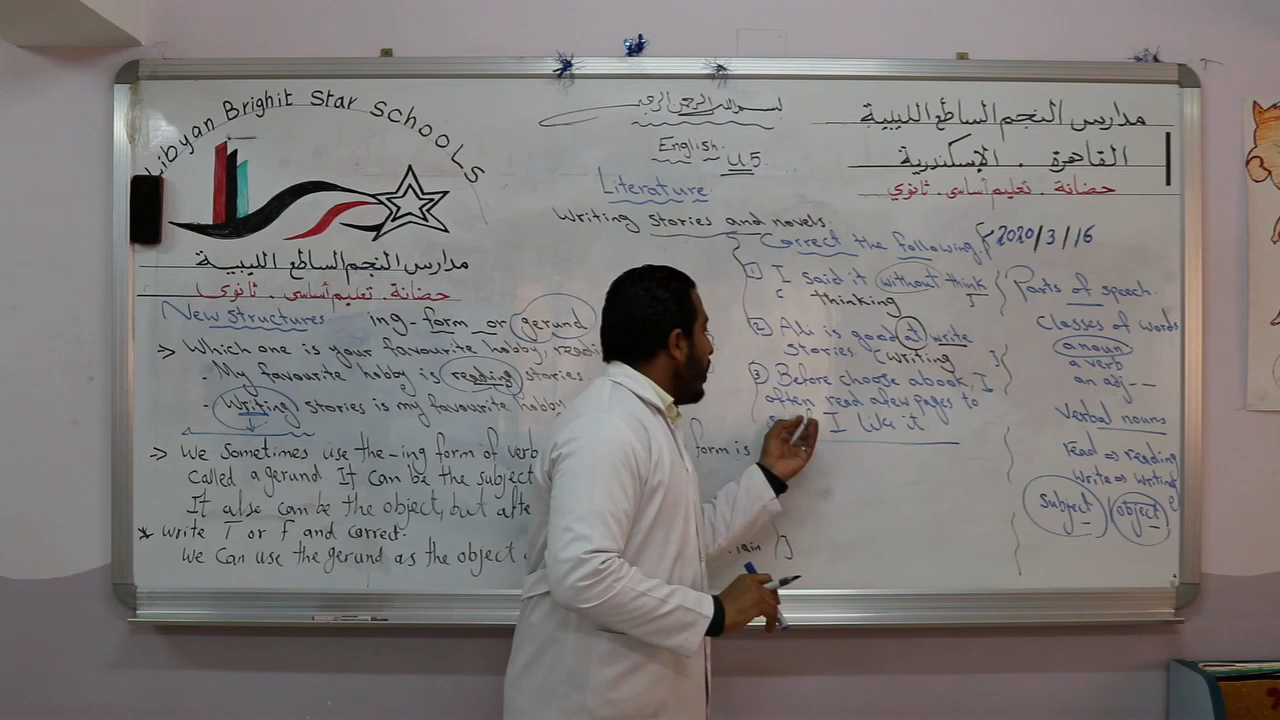 Libyan Brighit Star SchooLS
مدارس النجم الساطع الليبية
حضانة . تعليم أساسى . ثانوي
بسم الله الرحمن الرحيم
English. U.5
Literature
Writing stories and novels.
مدارس النجم الساطع الليبية
القاهرة . الإسكندرية
حضانة . تعليم أساسى . ثانوي
2020/3/16
New structures ing-form or gerund
Which one is your favourite hobby, readi
- My favourite hobby is reading stories
- Writing stories is my favourite hobby
We sometimes use the -ing form of verb
form is
called a gerund. It can be the subject
It also can be the object, but afte
* write T or F and correct.
We can use the gerund as the object
Correct the following
1 I said it without think
thinking
2 Ali is good at write
stories writing
3 Before choose a book, I
often read a few pages to
I like it
Parts of speech.
Classes of words
a noun
a verb
an adj--
Verbal nouns
read => reading
Write => writing
Subject object